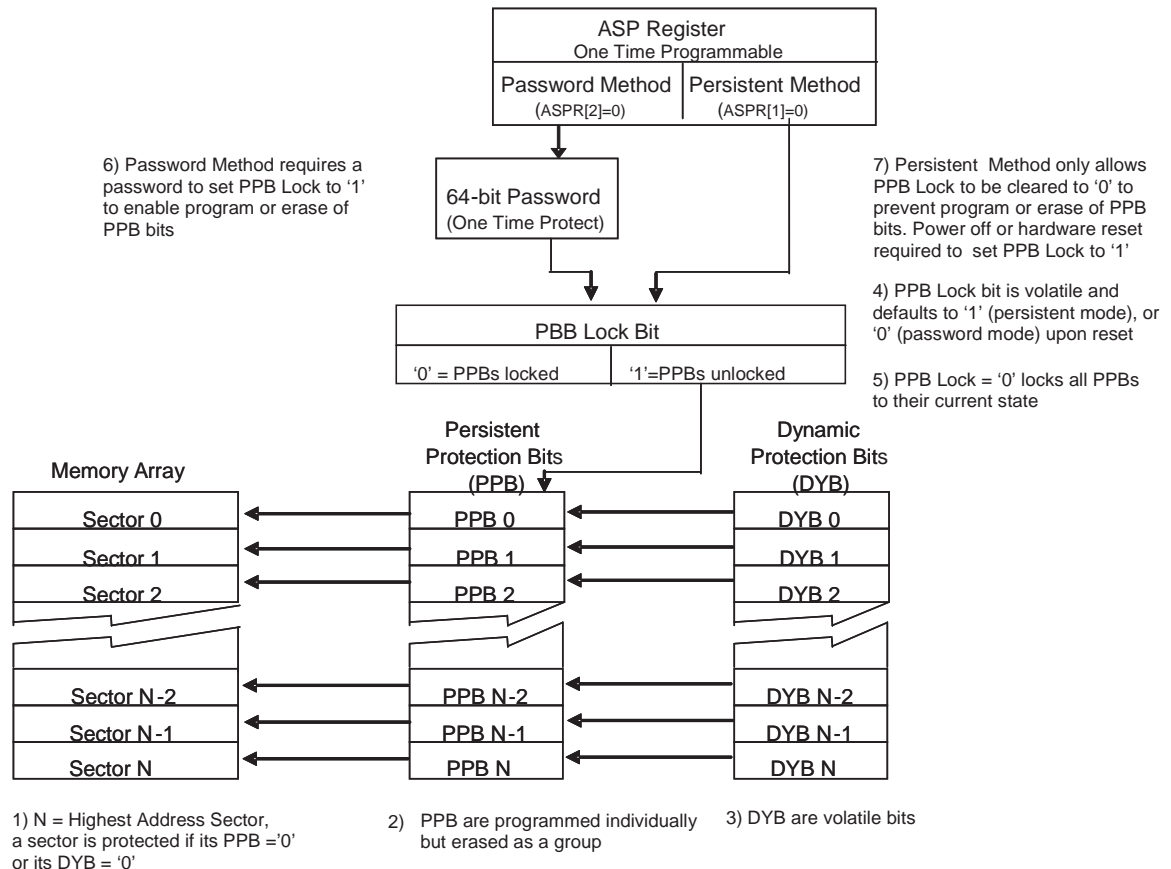 ASP Register
One Time Programmable
Password Method
(ASPR[2]=0)
Persistent Method
(ASPR[1]=0)
6) Password Method requires a
password to set PPB Lock to ‘1’
to enable program or erase of
PPB bits
64-bit Password
(One Time Protect)
7) Persistent Method only allows
PPB Lock to be cleared to ‘0’ to
prevent program or erase of PPB
bits. Power off or hardware reset
required to set PPB Lock to ‘1’
4) PPB Lock bit is volatile and
defaults to ‘1’ (persistent mode), or
‘0’ (password mode) upon reset
5) PPB Lock = ‘0’ locks all PPBs
to their current state
PBB Lock Bit
‘0’ = PPBs locked
‘1’=PPBs unlocked
Memory Array
Persistent
Protection Bits
(PPB)
Dynamic
Protection Bits
(DYB)
Sector 0
PPB 0
DYB 0
Sector 1
PPB 1
DYB 1
Sector 2
PPB 2
DYB 2
Sector N-2
PPB N-2
DYB N-2
Sector N-1
PPB N-1
DYB N-1
Sector N
PPB N
DYB N
1) N = Highest Address Sector,
a sector is protected if its PPB =‘0’
or its DYB = ‘0’
2) PPB are programmed individually
but erased as a group
3) DYB are volatile bits